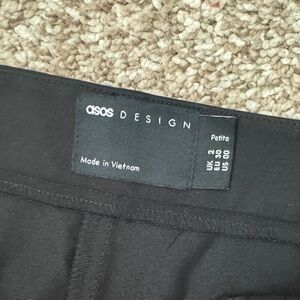 asos DESIGN
Made in Vietnam
Petite
UK 2
EU 30
US 00